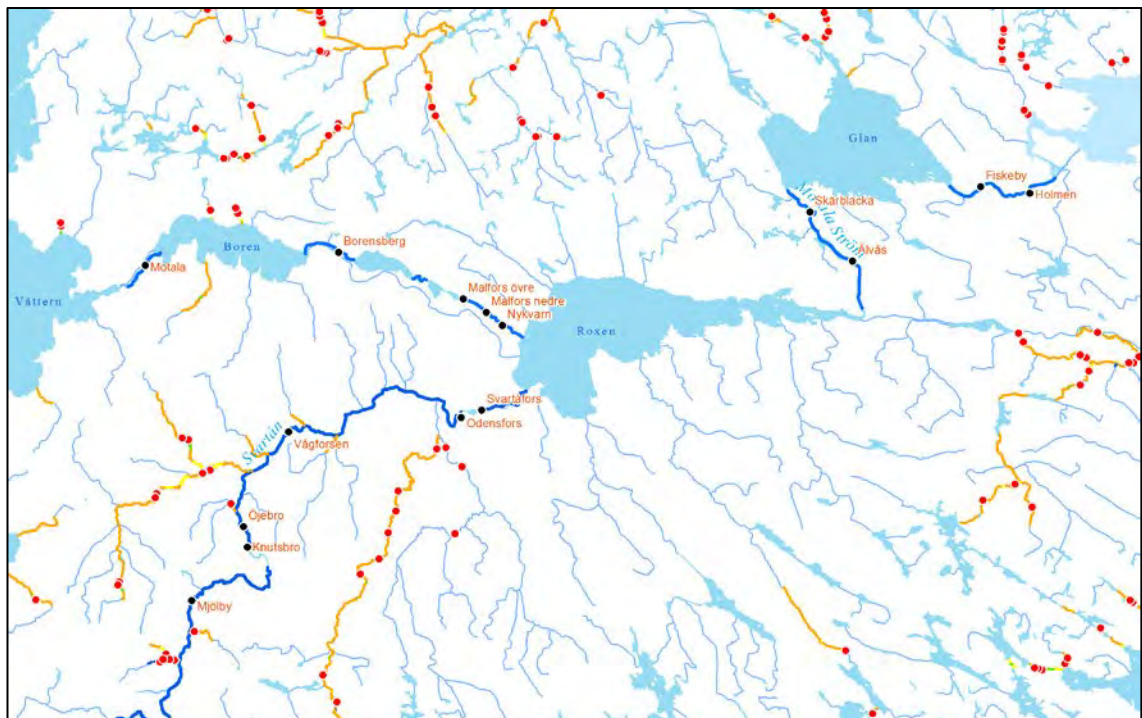 Glan
Fiskeby
Holmen
Skärblacka
Motala Ström
Älvås
Boren
Borensberg
Motala
Vättern
Malfors övre
Malfors nedre
Nykvarn
Roxen
Svartåfors
Odensfors
Svartån
Vågforsen
Öjebro
Knutsbro
Mjölby